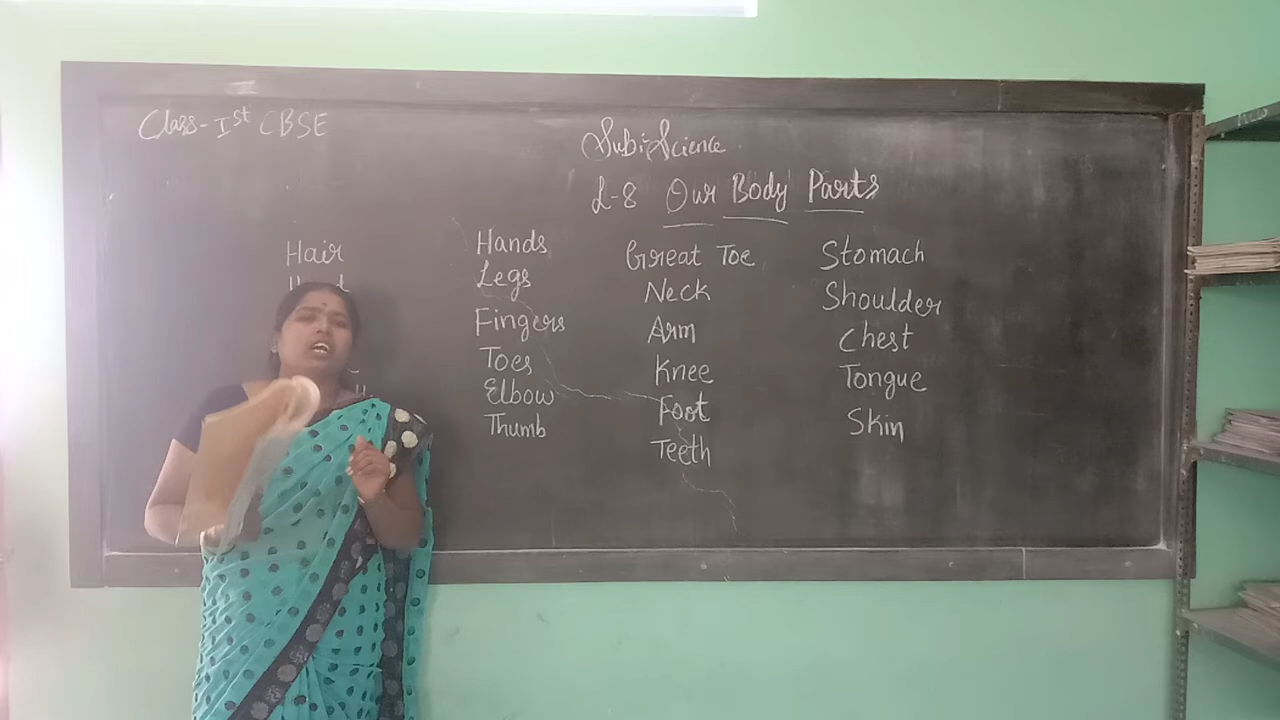 Class-Ist CBSE
Sub:-Science
L-8 Our Body Parts
Hair
Hands
Legs
Fingers
Toes
Elbow
Thumb
Great Toe
Neck
Arm
Knee
Foot
Teeth
Stomach
Shoulder
Chest
Tongue
Skin